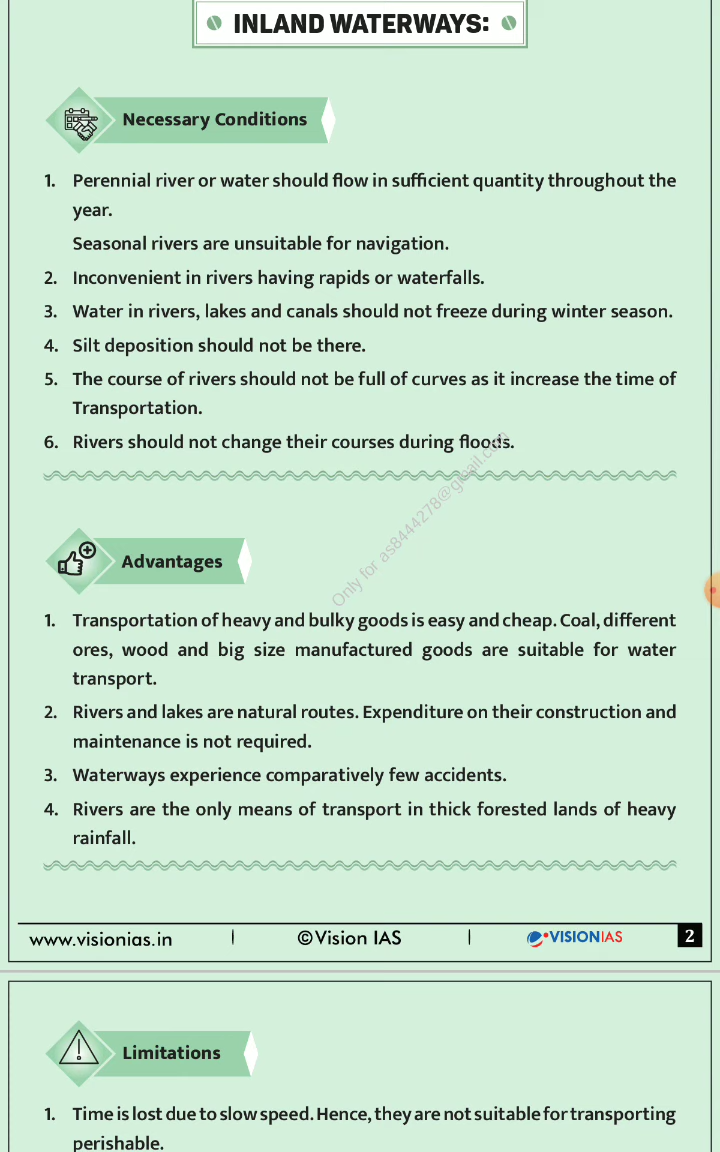 INLAND WATERWAYS:
Necessary Conditions
1. Perennial river or water should flow in sufficient quantity throughout the
year.
Seasonal rivers are unsuitable for navigation.
2. Inconvenient in rivers having rapids or waterfalls.
3. Water in rivers, lakes and canals should not freeze during winter season.
4. Silt deposition should not be there.
5. The course of rivers should not be full of curves as it increase the time of
Transportation.
6. Rivers should not change their courses during floods.
Only for as8444278@gmail.com
Advantages
1. Transportation of heavy and bulky goods is easy and cheap. Coal, different
ores, wood and big size manufactured goods are suitable for water
transport.
2. Rivers and lakes are natural routes. Expenditure on their construction and
maintenance is not required.
3. Waterways experience comparatively few accidents.
4. Rivers are the only means of transport in thick forested lands of heavy
rainfall.
www.visionias.in | ©Vision IAS | VISIONIAS 2
Limitations
1. Time is lost due to slow speed. Hence, they are not suitable for transporting
perishable.